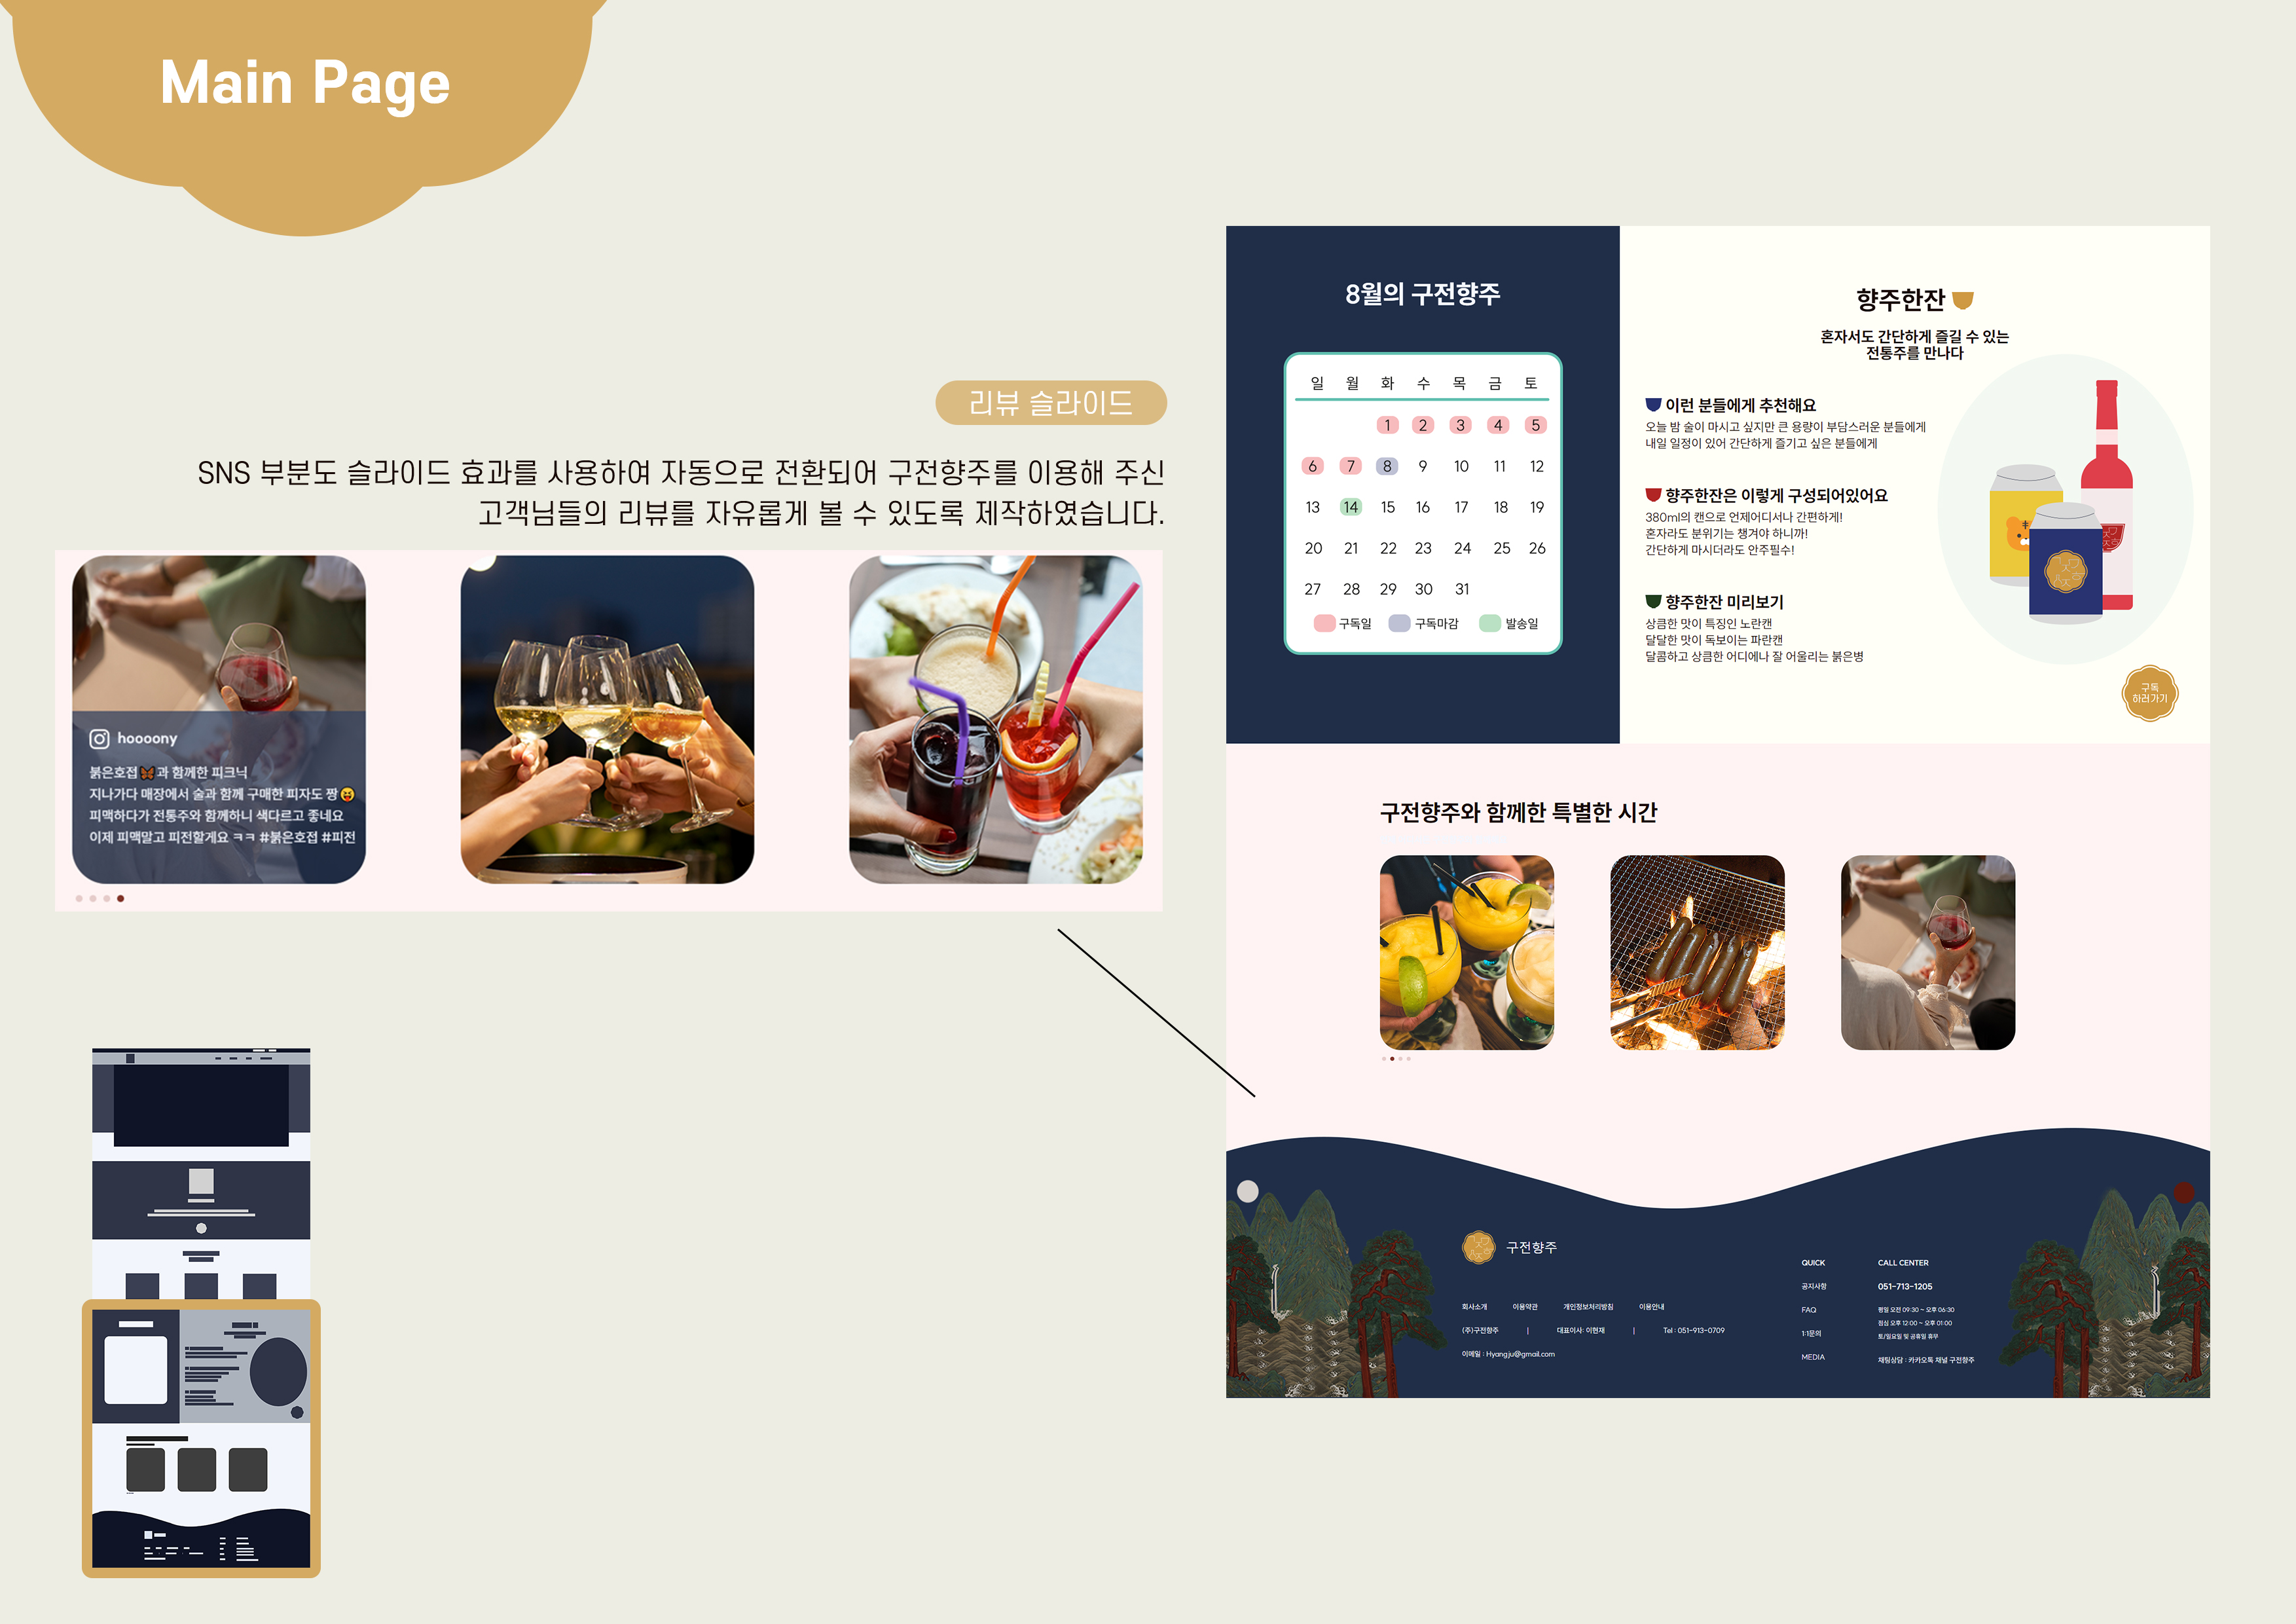 Main Page
리뷰 슬라이드
SNS 부분도 슬라이드 효과를 사용하여 자동으로 전환되어 구전향주를 이용해 주신
고객님들의 리뷰를 자유롭게 볼 수 있도록 제작하였습니다.
hoooony
붉은호접🦋과 함께한 피크닉
지나가다 매장에서 술과 함께 구매한 피자도 짱😝
피맥하다가 전통주와 함께하니 색다르고 좋네요
이제 피맥말고 피전할게요 ㅋㅋ #붉은호접 #피전
8월의 구전향주
일 월 화 수 목 금 토
1 2 3 4 5
6 7 8 9 10 11 12
13 14 15 16 17 18 19
20 21 22 23 24 25 26
27 28 29 30 31
구독일 구독마감 발송일
향주한잔
혼자서도 간단하게 즐길 수 있는
전통주를 만나다
이런 분들에게 추천해요
오늘 밤 술이 마시고 싶지만 큰 용량이 부담스러운 분들에게
내일 일정이 있어 간단하게 즐기고 싶은 분들에게
향주한잔은 이렇게 구성되어있어요
380ml의 캔으로 언제어디서나 간편하게!
혼자라도 분위기는 챙겨야 하니까!
간단하게 마시더라도 안주필수!
향주한잔 미리보기
상큼한 맛이 특징인 노란캔
달달한 맛이 독보이는 파란캔
달콤하고 상큼한 어디에나 잘 어울리는 붉은병
구독
하러가기
구전향주와 함께한 특별한 시간
구전향주
회사소개 이용약관 개인정보처리방침 이용안내
(주)구전향주 | 대표이사: 이현재 | Tel : 051-913-0709
이메일 : Hyangju@gmail.com
QUICK
공지사항
FAQ
1:1문의
MEDIA
CALL CENTER
051-713-1205
평일 오전 09:30 ~ 오후 06:30
점심 오후 12:00 ~ 오후 01:00
토/일요일 및 공휴일 휴무
채팅상담 : 카카오톡 채널 구전향주